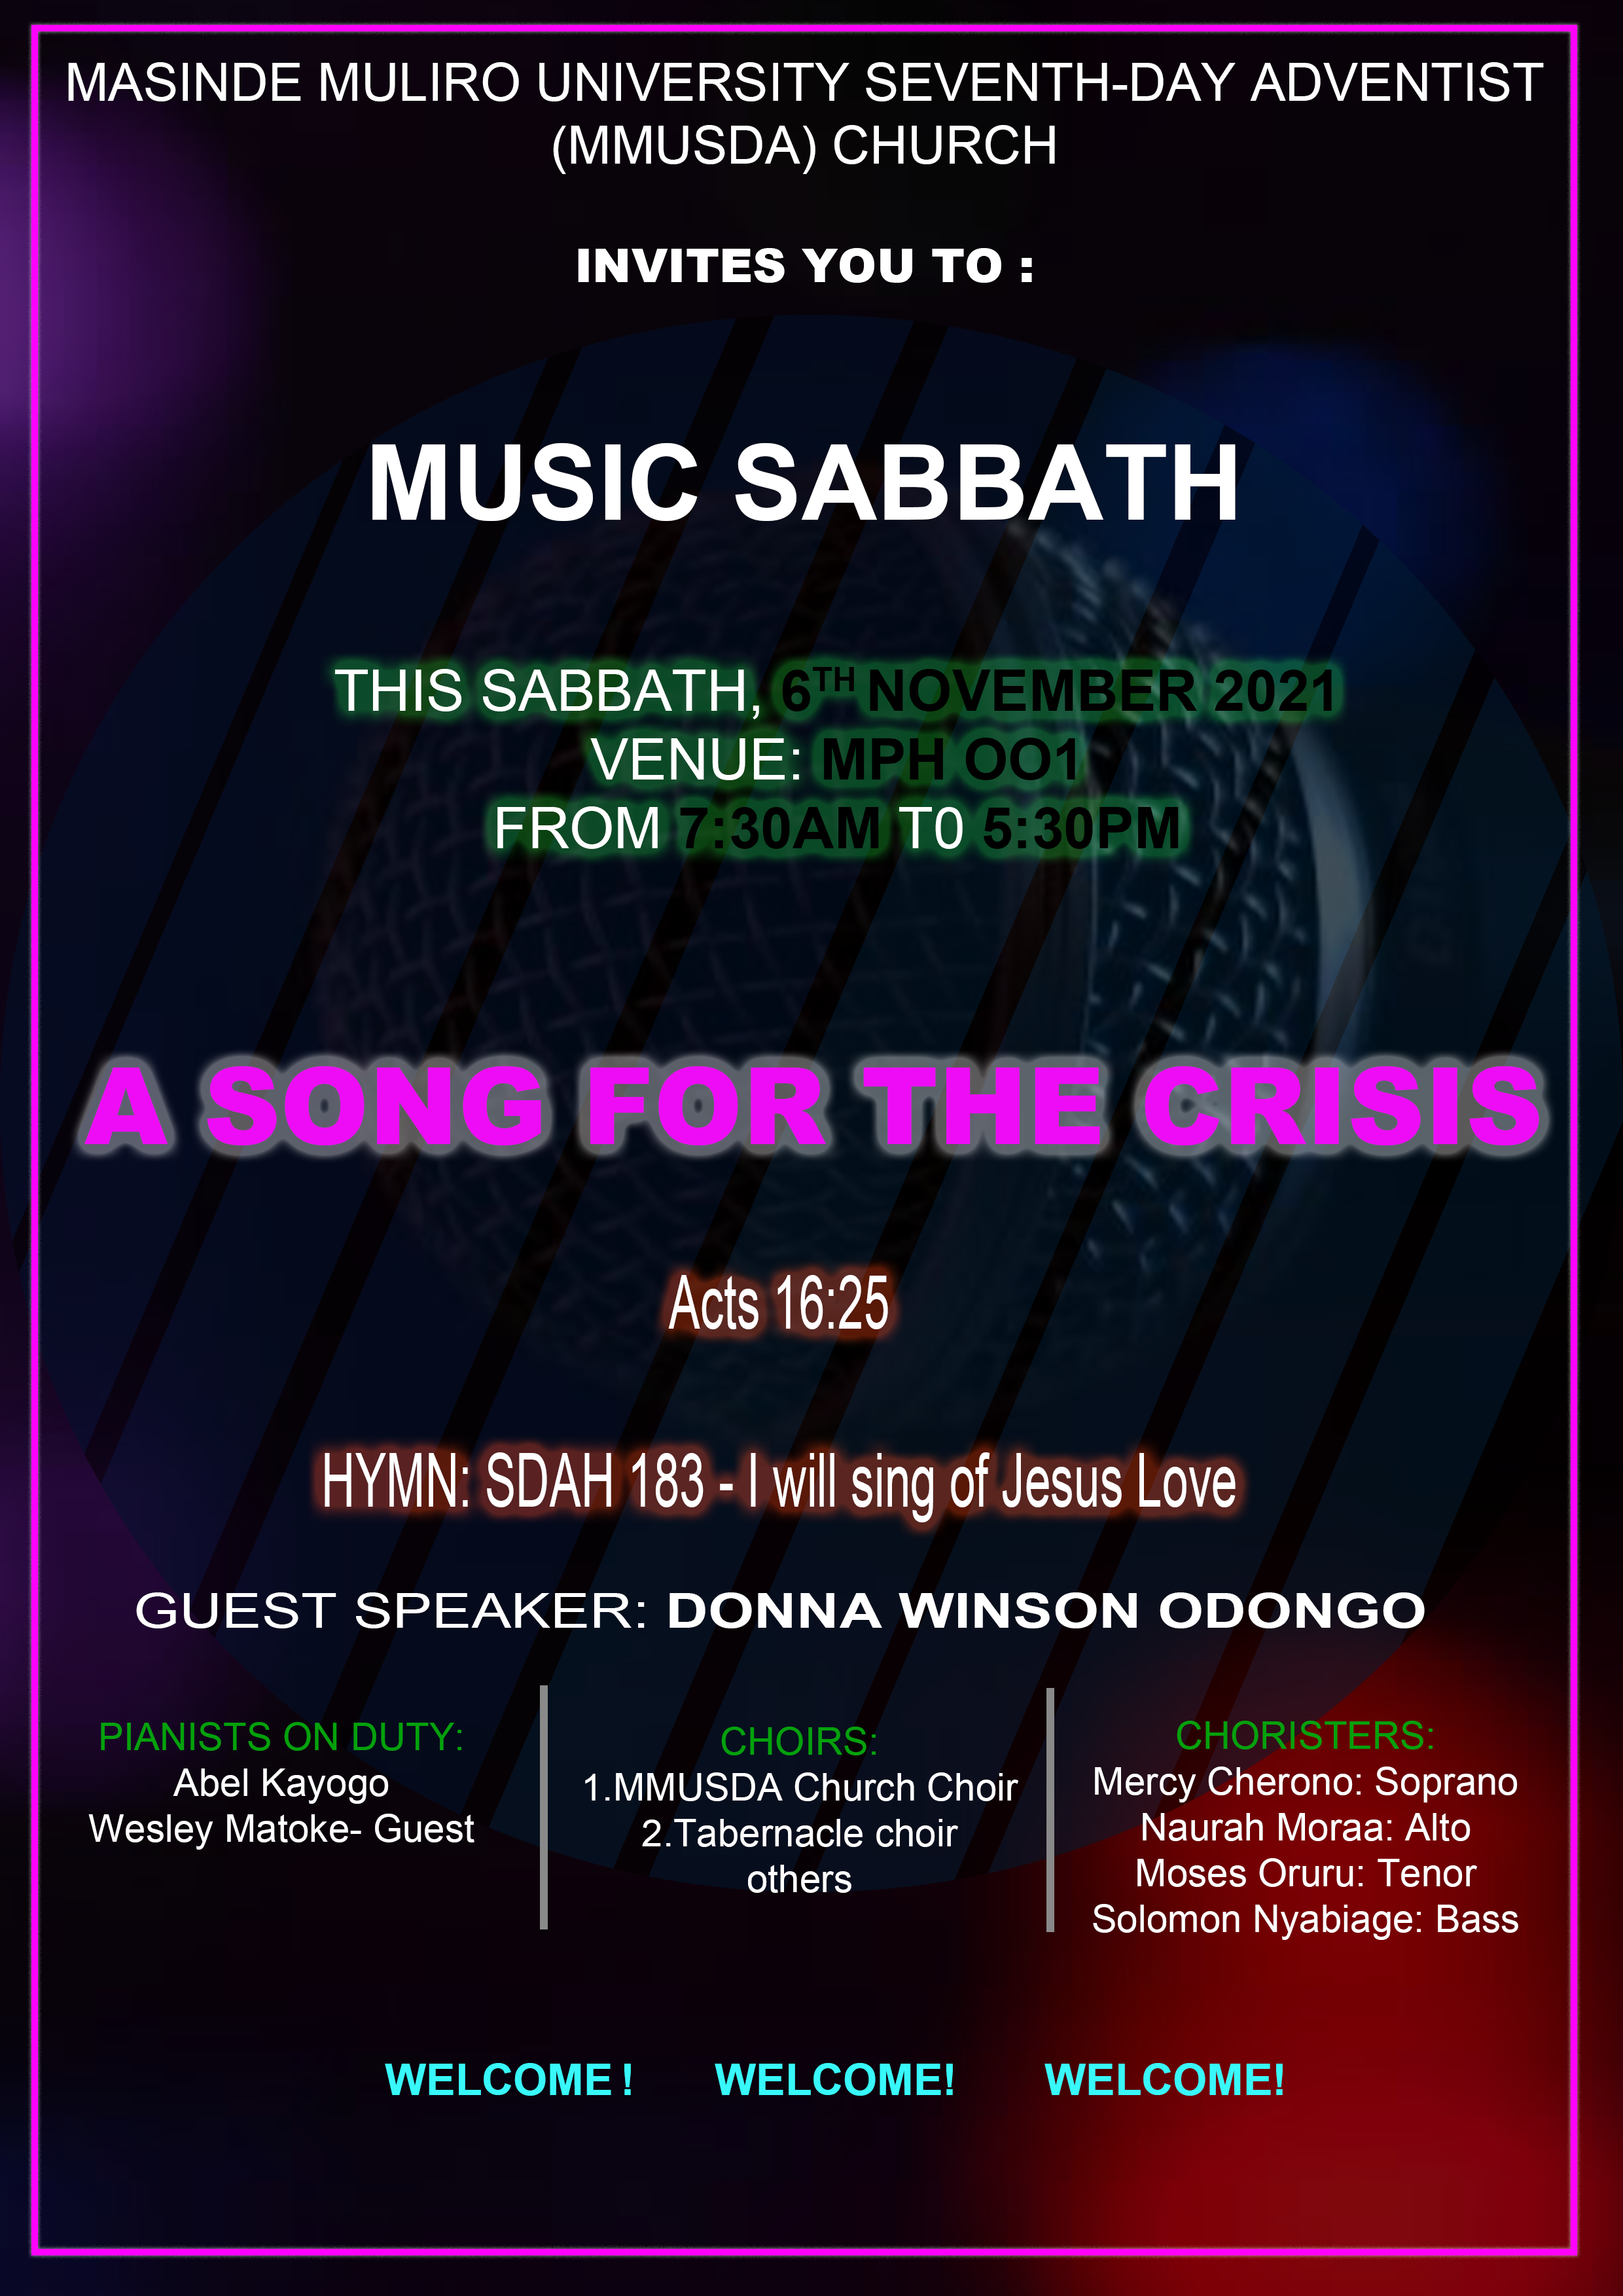 MASINDE MULIRO UNIVERSITY SEVENTH-DAY ADVENTIST
(MMUSDA) CHURCH
INVITES YOU TO :
MUSIC SABBATH
THIS SABBATH, 6TH NOVEMBER 2021
VENUE: MPH OO1
FROM 7:30AM T0 5:30PM
A SONG FOR THE CRISIS
Acts 16:25
HYMN: SDAH 183 - I will sing of Jesus Love
GUEST SPEAKER: DONNA WINSON ODONGO
PIANISTS ON DUTY:
Abel Kayogo
Wesley Matoke- Guest
CHOIRS:
1.MMUSDA Church Choir
2.Tabernacle choir
others
CHORISTERS:
Mercy Cherono: Soprano
Naurah Moraa: Alto
Moses Oruru: Tenor
Solomon Nyabiage: Bass
WELCOME ! WELCOME! WELCOME!